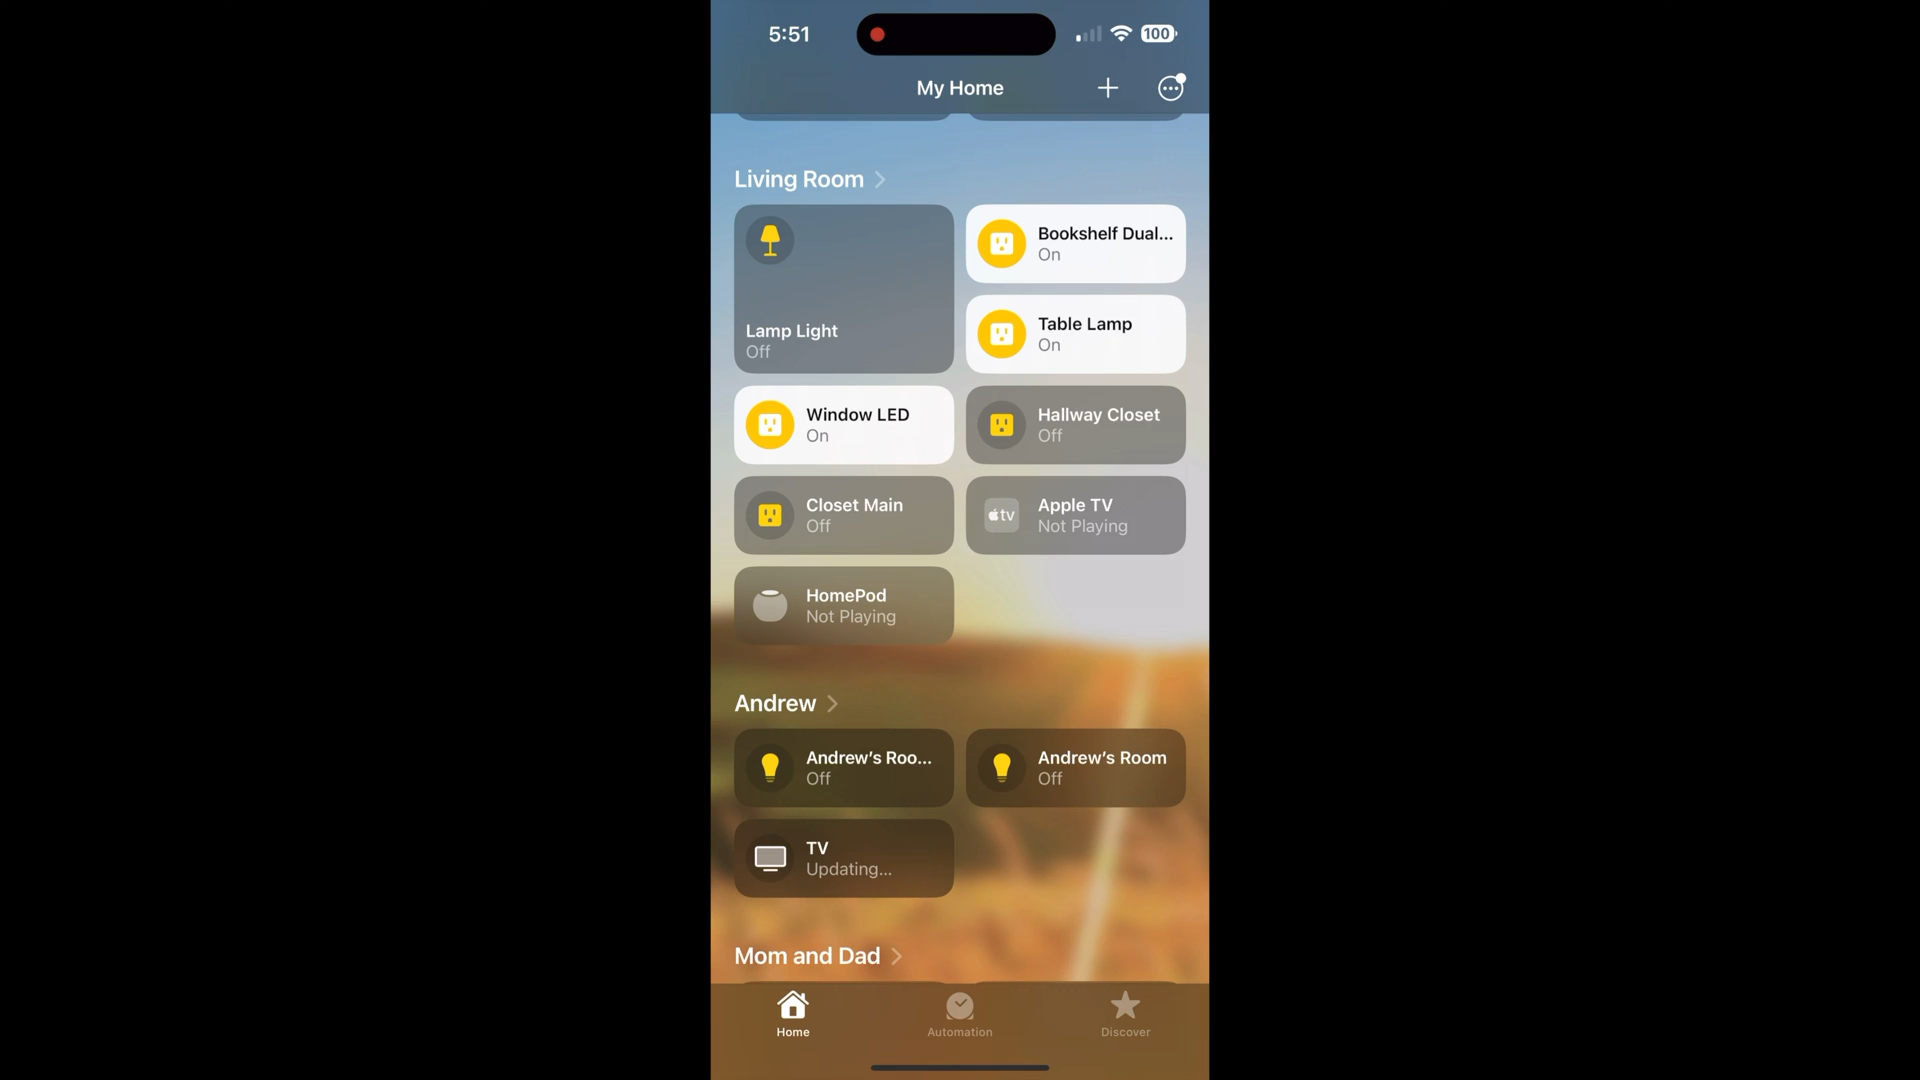 5:51
100
My Home
Living Room
Lamp Light
Off
Bookshelf Dual...
On
Table Lamp
On
Window LED
On
Hallway Closet
Off
Closet Main
Off
tv
Apple TV
Not Playing
HomePod
Not Playing
Andrew
Andrew’s Roo...
Off
Andrew’s Room
Off
TV
Updating...
Mom and Dad
Home
Automation
Discover